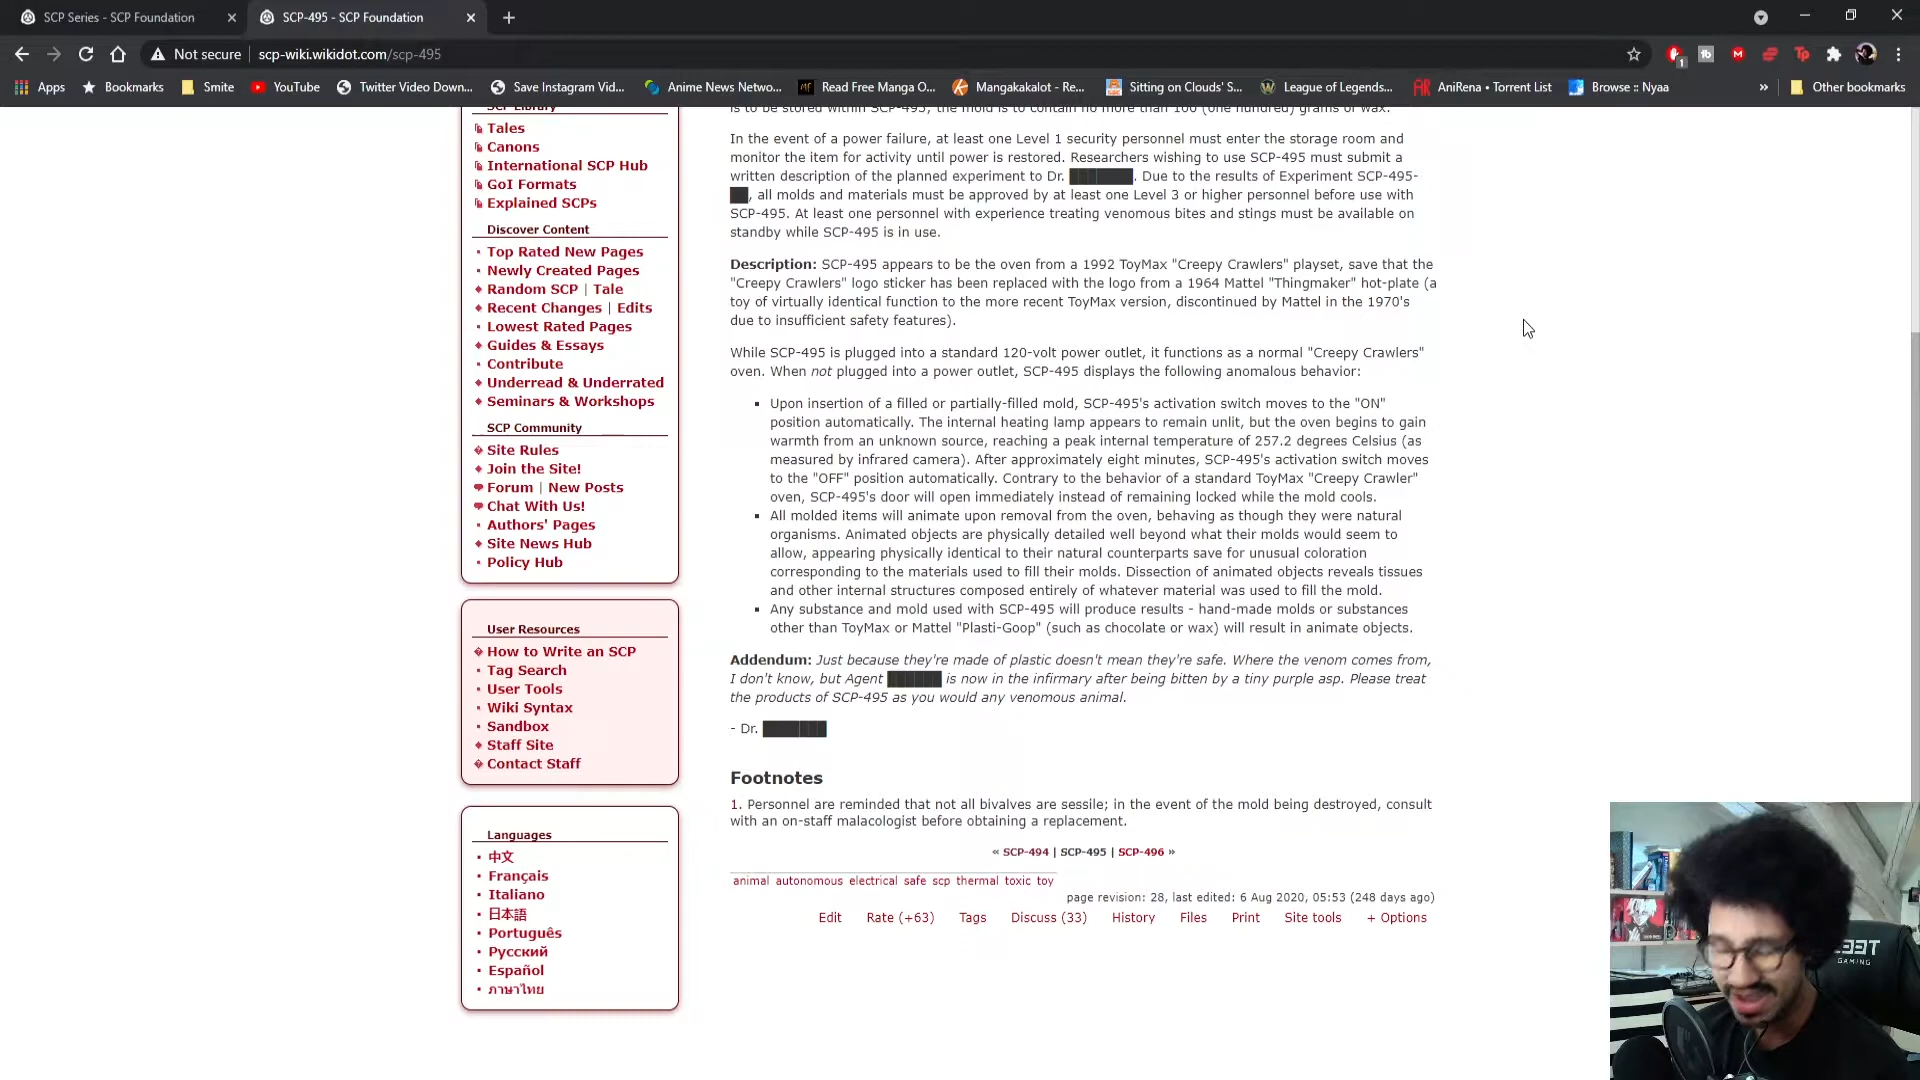 SCP Series - SCP Foundation
SCP-495 - SCP Foundation
Not secure
scp-wiki.wikidot.com/scp-495
Apps
Bookmarks
Smite
YouTube
Twitter Video Down...
Save Instagram Vid...
Anime News Netwo...
Read Free Manga O...
Mangakakalot - Re...
Sitting on Clouds' S...
League of Legends...
AniRena • Torrent List
Browse :: Nyaa
»
Other bookmarks
SCP Library
Tales
Canons
International SCP Hub
GoI Formats
Explained SCPs
Discover Content
Top Rated New Pages
Newly Created Pages
Random SCP | Tale
Recent Changes | Edits
Lowest Rated Pages
Guides & Essays
Contribute
Underread & Underrated
Seminars & Workshops
SCP Community
Site Rules
Join the Site!
Forum | New Posts
Chat With Us!
Authors' Pages
Site News Hub
Policy Hub
User Resources
How to Write an SCP
Tag Search
User Tools
Wiki Syntax
Sandbox
Staff Site
Contact Staff
Languages
中文
Français
Italiano
日本語
Português
Русский
Español
ภาษาไทย
is to be stored within SCP-495, the mold is to contain no more than 100 (one hundred) grams of wax.
In the event of a power failure, at least one Level 1 security personnel must enter the storage room and
monitor the item for activity until power is restored. Researchers wishing to use SCP-495 must submit a
written description of the planned experiment to Dr. ███████. Due to the results of Experiment SCP-495-
██, all molds and materials must be approved by at least one Level 3 or higher personnel before use with
SCP-495. At least one personnel with experience treating venomous bites and stings must be available on
standby while SCP-495 is in use.
Description: SCP-495 appears to be the oven from a 1992 ToyMax "Creepy Crawlers" playset, save that the
"Creepy Crawlers" logo sticker has been replaced with the logo from a 1964 Mattel "Thingmaker" hot-plate (a
toy of virtually identical function to the more recent ToyMax version, discontinued by Mattel in the 1970's
due to insufficient safety features).
While SCP-495 is plugged into a standard 120-volt power outlet, it functions as a normal "Creepy Crawlers"
oven. When not plugged into a power outlet, SCP-495 displays the following anomalous behavior:
Upon insertion of a filled or partially-filled mold, SCP-495's activation switch moves to the "ON"
position automatically. The internal heating lamp appears to remain unlit, but the oven begins to gain
warmth from an unknown source, reaching a peak internal temperature of 257.2 degrees Celsius (as
measured by infrared camera). After approximately eight minutes, SCP-495's activation switch moves
to the "OFF" position automatically. Contrary to the behavior of a standard ToyMax "Creepy Crawler"
oven, SCP-495's door will open immediately instead of remaining locked while the mold cools.
All molded items will animate upon removal from the oven, behaving as though they were natural
organisms. Animated objects are physically detailed well beyond what their molds would seem to
allow, appearing physically identical to their natural counterparts save for unusual coloration
corresponding to the materials used to fill their molds. Dissection of animated objects reveals tissues
and other internal structures composed entirely of whatever material was used to fill the mold.
Any substance and mold used with SCP-495 will produce results - hand-made molds or substances
other than ToyMax or Mattel "Plasti-Goop" (such as chocolate or wax) will result in animate objects.
Addendum: Just because they're made of plastic doesn't mean they're safe. Where the venom comes from,
I don't know, but Agent ██████ is now in the infirmary after being bitten by a tiny purple asp. Please treat
the products of SCP-495 as you would any venomous animal.
- Dr. ███████
Footnotes
1. Personnel are reminded that not all bivalves are sessile; in the event of the mold being destroyed, consult
with an on-staff malacologist before obtaining a replacement.
« SCP-494 | SCP-495 | SCP-496 »
animal autonomous electrical safe scp thermal toxic toy
page revision: 28, last edited: 6 Aug 2020, 05:53 (248 days ago)
Edit Rate (+63) Tags Discuss (33) History Files Print Site tools + Options
GAMING